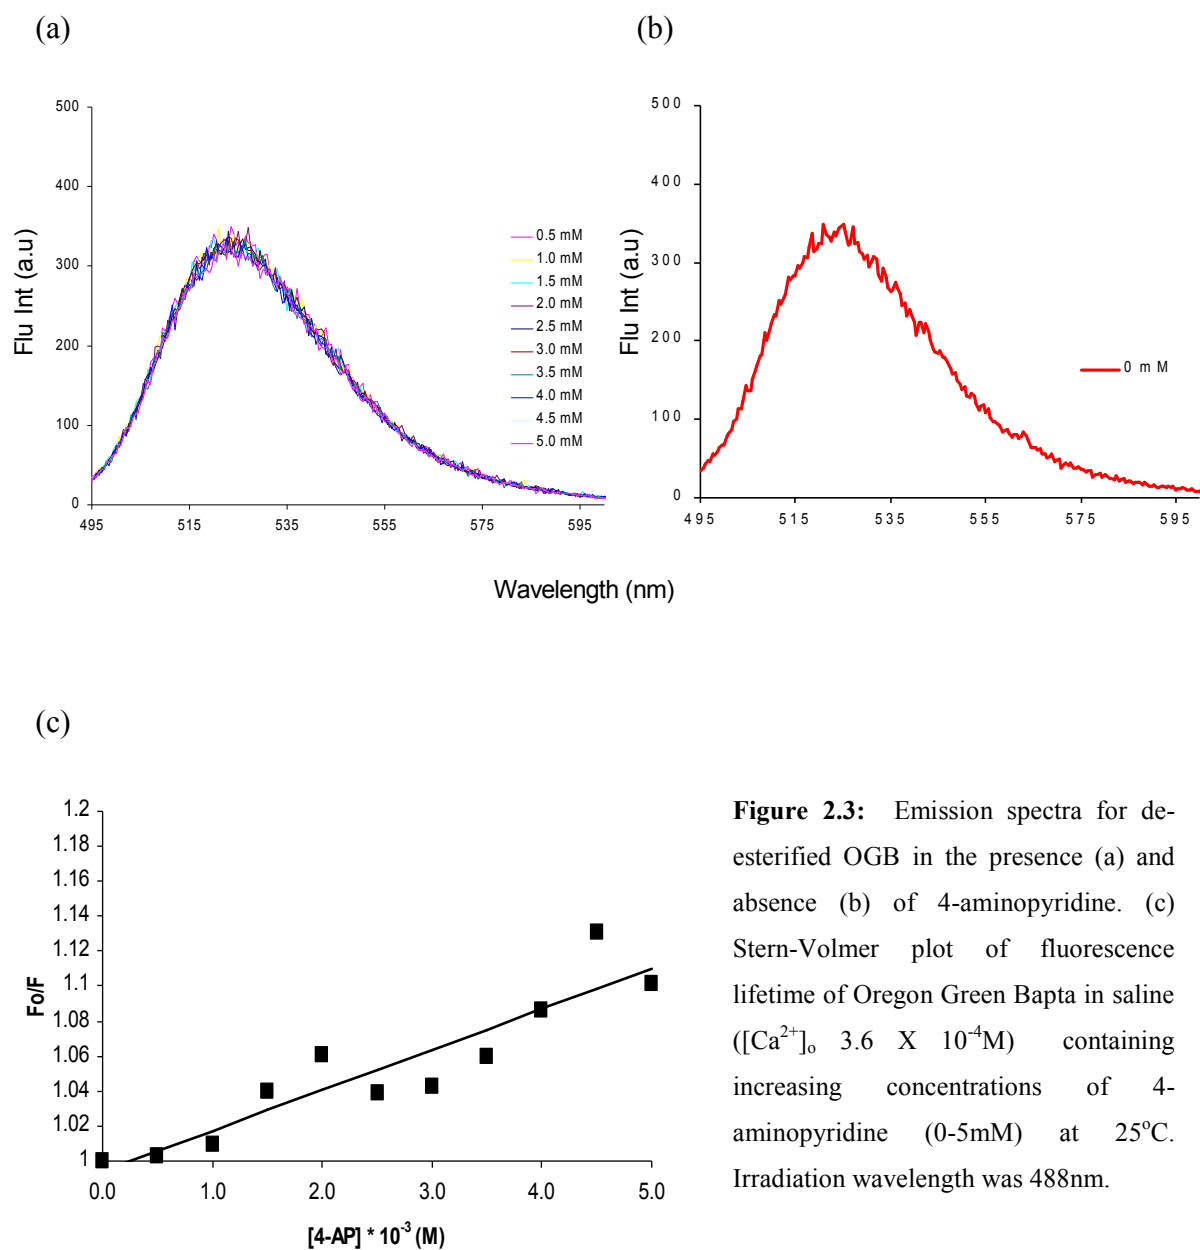 (a)
(b)
500
400
300
200
100
0
495
515
535
555
575
595
Flu Int (a.u)
0.5 mM
1.0 mM
1.5 mM
2.0 mM
2.5 mM
3.0 mM
3.5 mM
4.0 mM
4.5 mM
5.0 mM
500
400
300
200
100
0
495
515
535
555
575
595
Flu Int (a.u
0 mM
Wavelength (nm)
(c)
1.2
1.18
1.16
1.14
1.12
1.1
1.08
1.06
1.04
1.02
1
0.0
1.0
2.0
3.0
4.0
5.0
Fo/F
[4-AP] * 10⁻³ (M)
Figure 2.3: Emission spectra for de-
esterified OGB in the presence (a) and
absence (b) of 4-aminopyridine. (c)
Stern-Volmer plot of fluorescence
lifetime of Oregon Green Bapta in saline
([Ca²⁺]ₒ 3.6 X 10⁻⁴M) containing
increasing concentrations of 4-
aminopyridine (0-5mM) at 25°C.
Irradiation wavelength was 488nm.